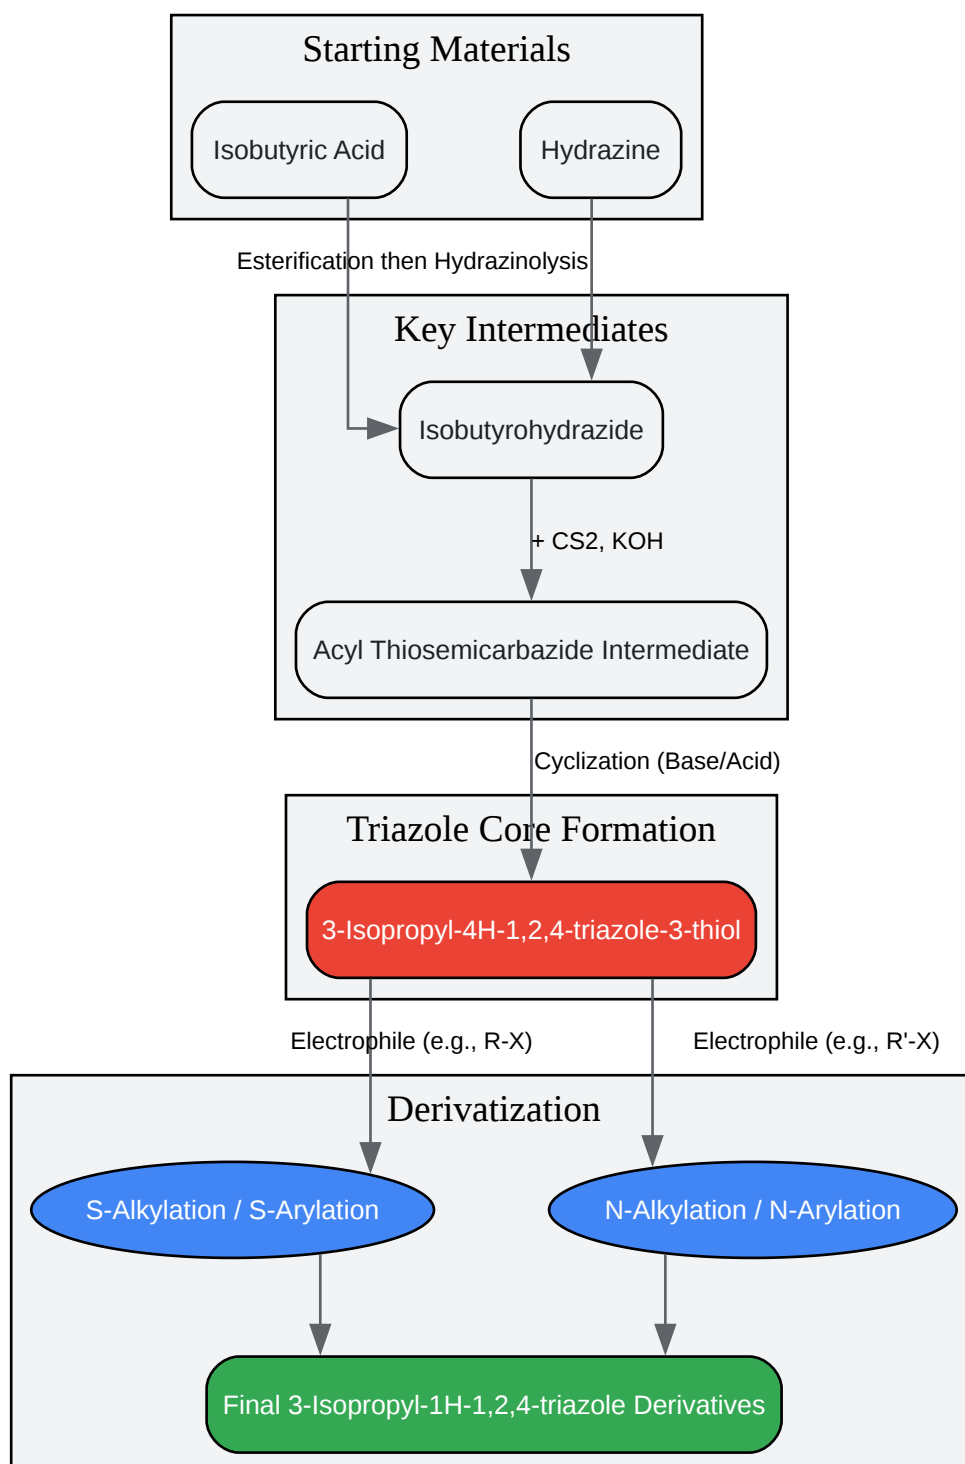 Starting Materials
Isobutyric Acid
Hydrazine
Esterification then Hydrazinolysis
Key Intermediates
Isobutyrohydrazide
+ CS2, KOH
Acyl Thiosemicarbazide Intermediate
Cyclization (Base/Acid)
Triazole Core Formation
3-Isopropyl-4H-1,2,4-triazole-3-thiol
Electrophile (e.g., R-X)
Electrophile (e.g., R'-X)
Derivatization
S-Alkylation / S-Arylation
N-Alkylation / N-Arylation
Final 3-Isopropyl-1H-1,2,4-triazole Derivatives